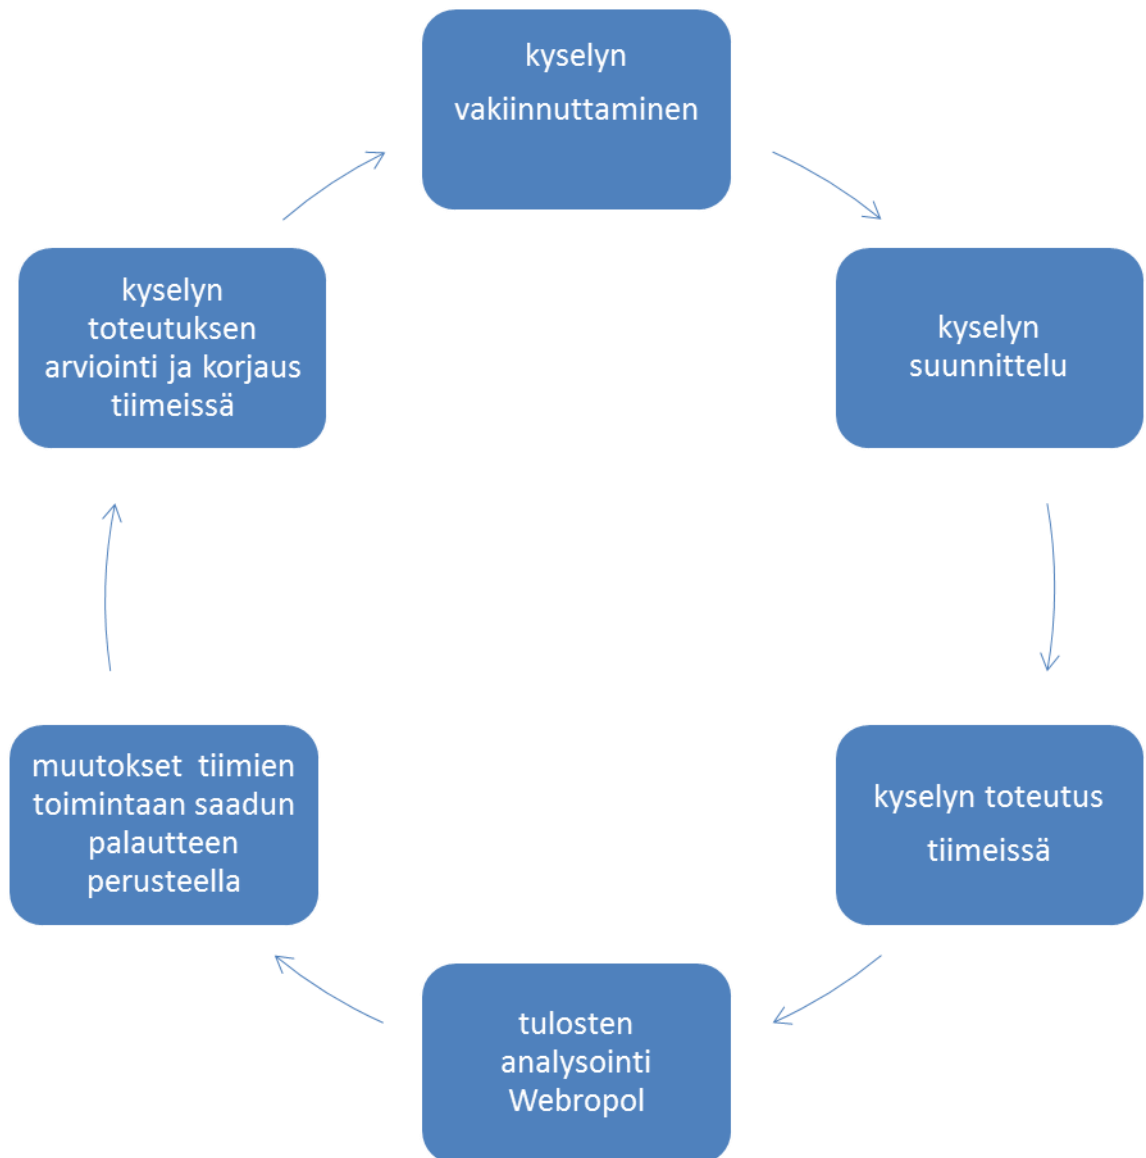 kyselyn
vakiinnuttaminen
kyselyn
suunnittelu
kyselyn toteutus
tiimeissä
tulosten
analysointi
Webropol
muutokset tiimien
toimintaan saadun
palautteen
perusteella
kyselyn
toteutuksen
arviointi ja korjaus
tiimeissä